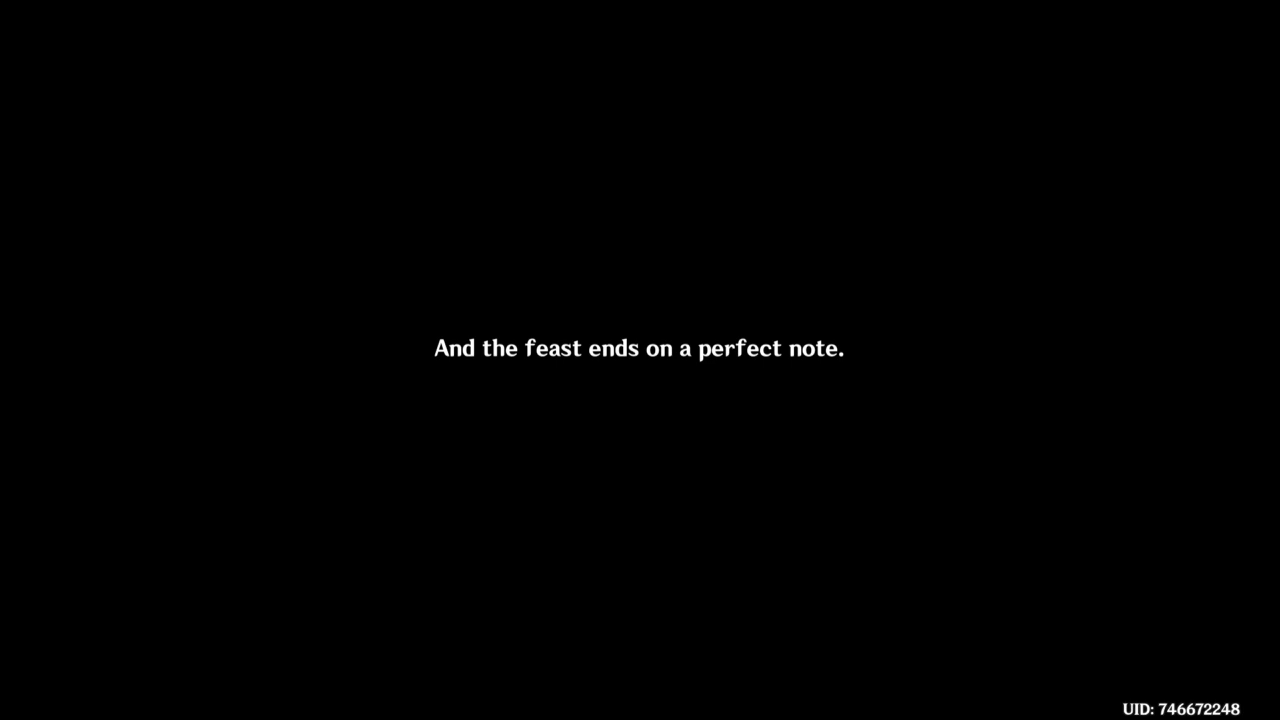 And the feast ends on a perfect note.
UID: 746672248